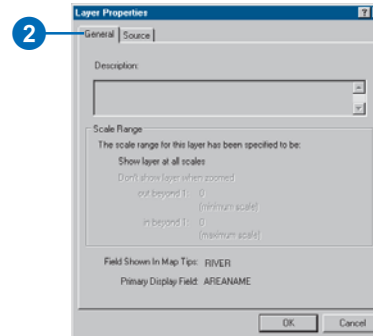 Layer Properties
?
2
General Source
Description:
Scale Range
The scale range for this layer has been specified to be:
Show layer at all scales
Don't show layer when zoomed
out beyond 1: 0
(minimum scale)
in beyond 1: 0
(maximum scale)
Field Shown In Map Tips: RIVER
Primary Display Field: AREANAME
OK Cancel